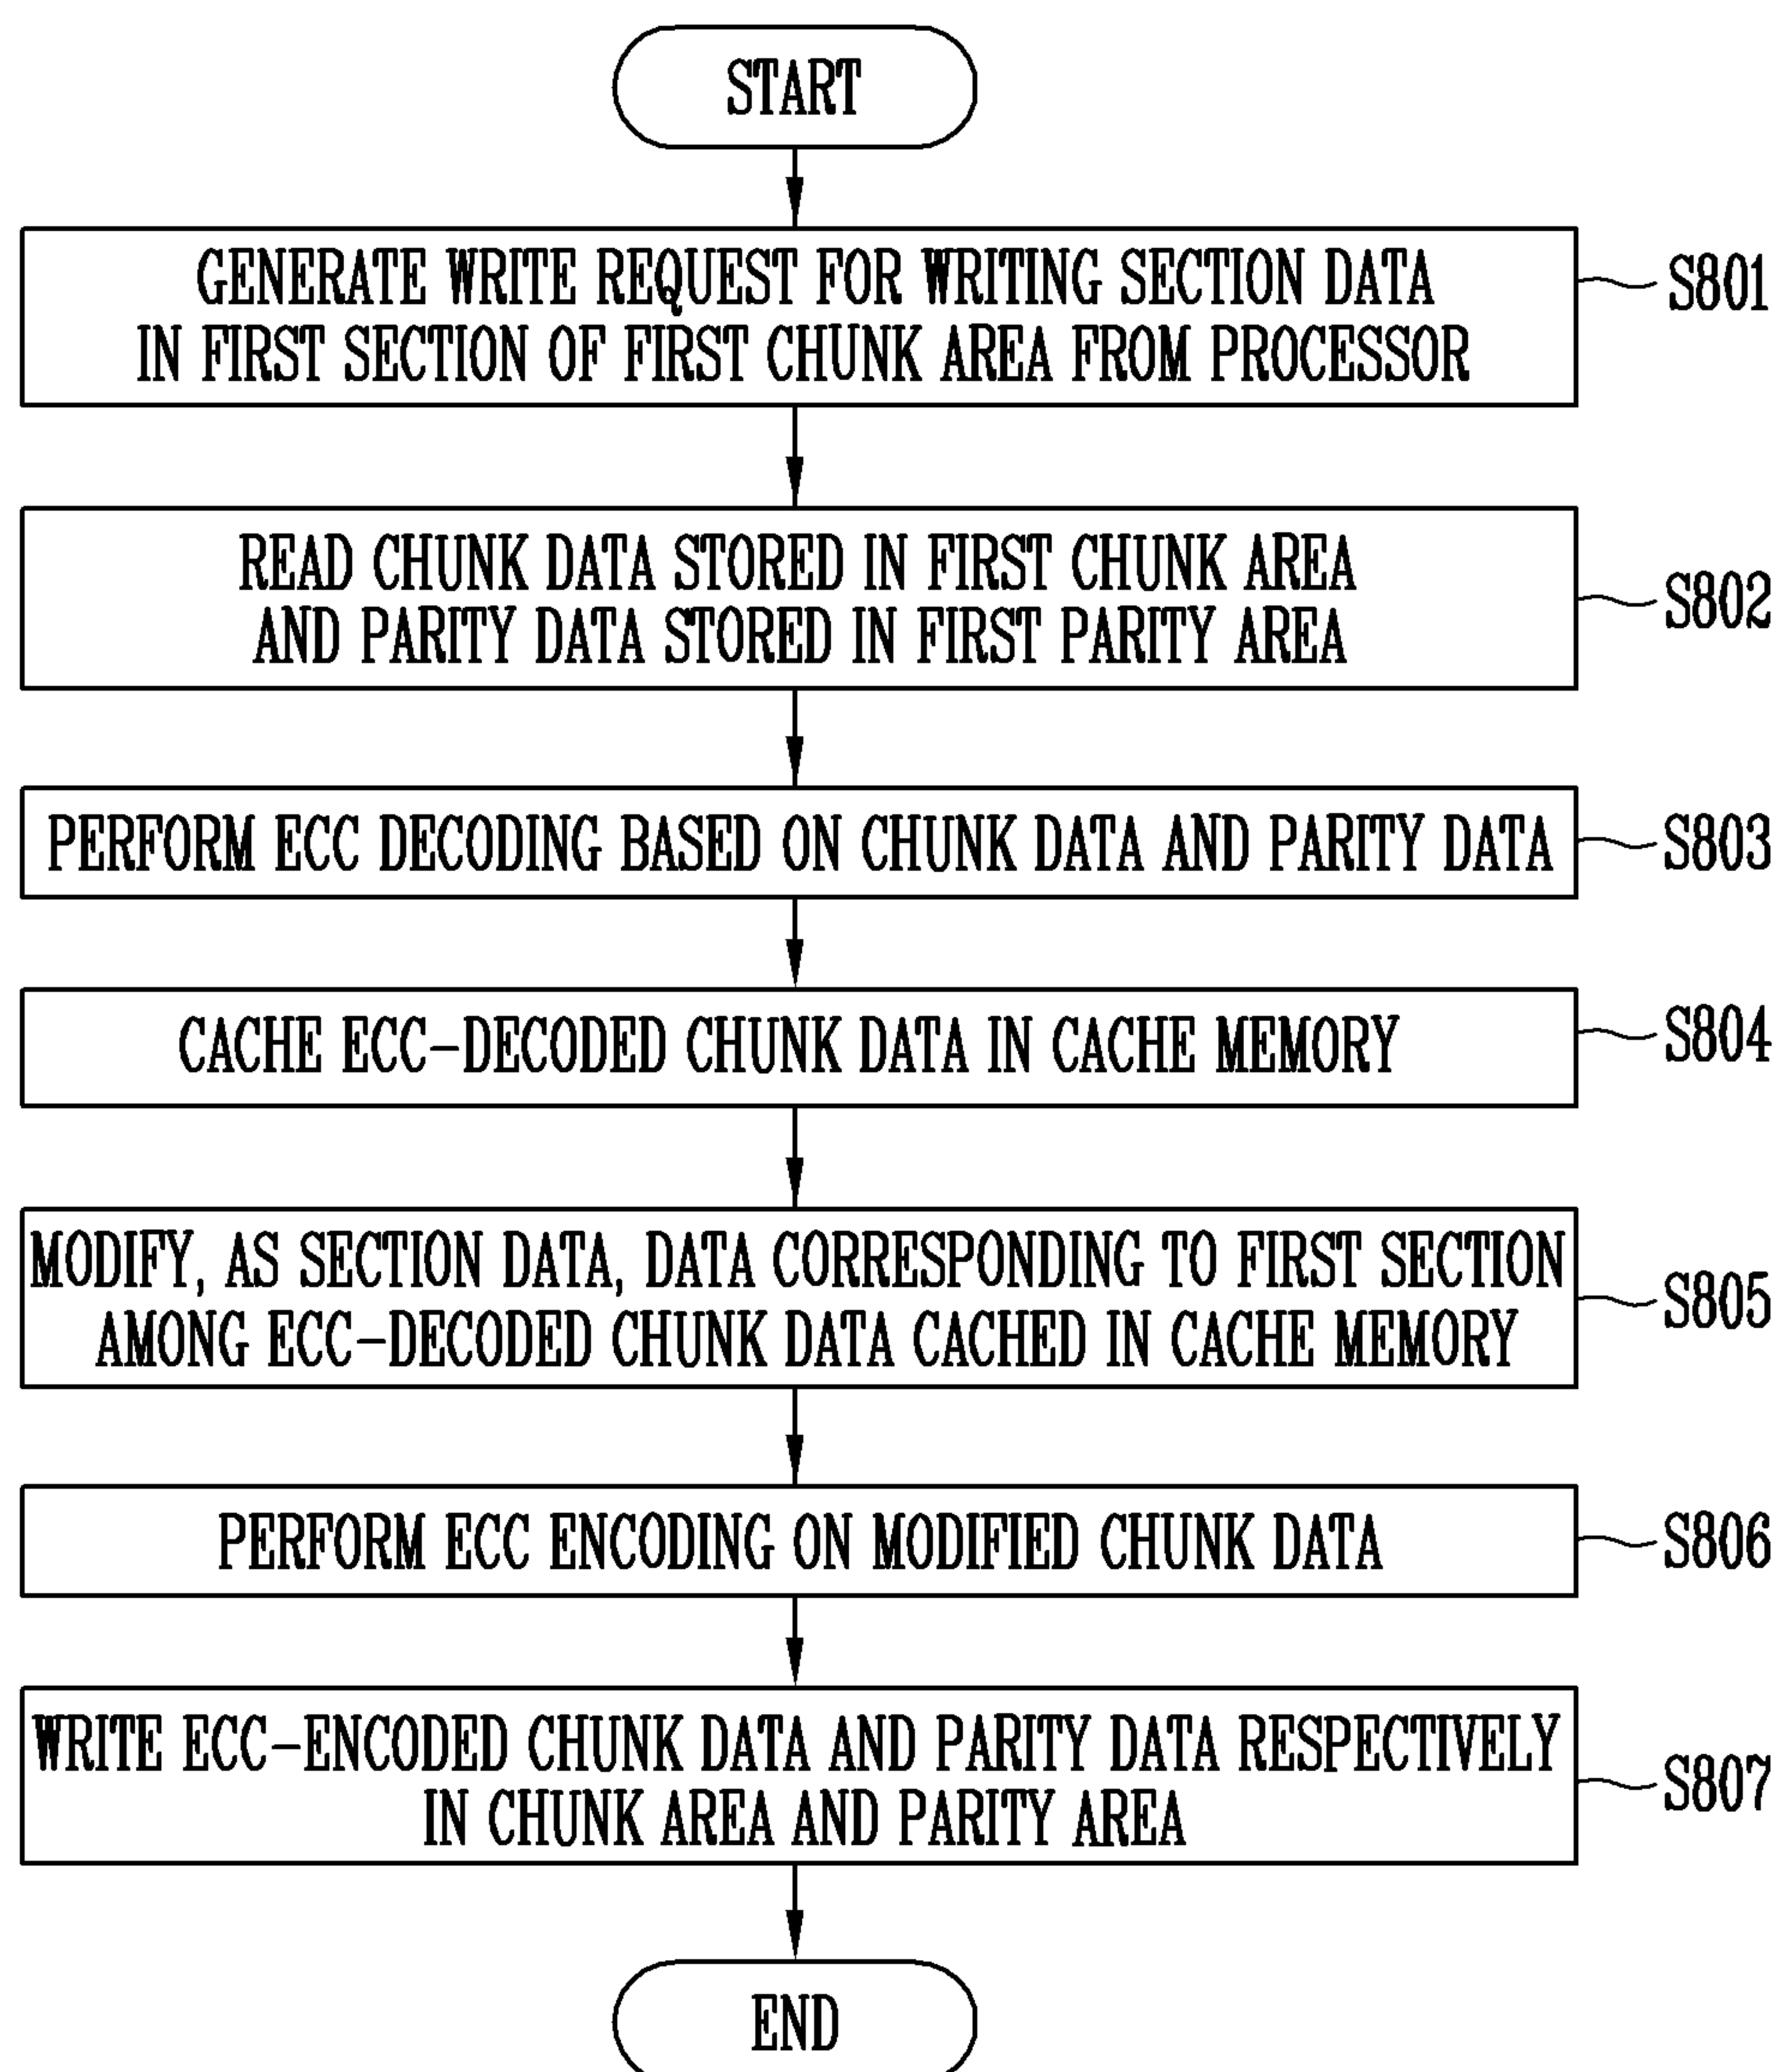 START
GENERATE WRITE REQUEST FOR WRITING SECTION DATA
IN FIRST SECTION OF FIRST CHUNK AREA FROM PROCESSOR
S801
READ CHUNK DATA STORED IN FIRST CHUNK AREA
AND PARITY DATA STORED IN FIRST PARITY AREA
S802
PERFORM ECC DECODING BASED ON CHUNK DATA AND PARITY DATA
S803
CACHE ECC-DECODED CHUNK DATA IN CACHE MEMORY
S804
MODIFY, AS SECTION DATA, DATA CORRESPONDING TO FIRST SECTION
AMONG ECC-DECODED CHUNK DATA CACHED IN CACHE MEMORY
S805
PERFORM ECC ENCODING ON MODIFIED CHUNK DATA
S806
WRITE ECC-ENCODED CHUNK DATA AND PARITY DATA RESPECTIVELY
IN CHUNK AREA AND PARITY AREA
S807
END